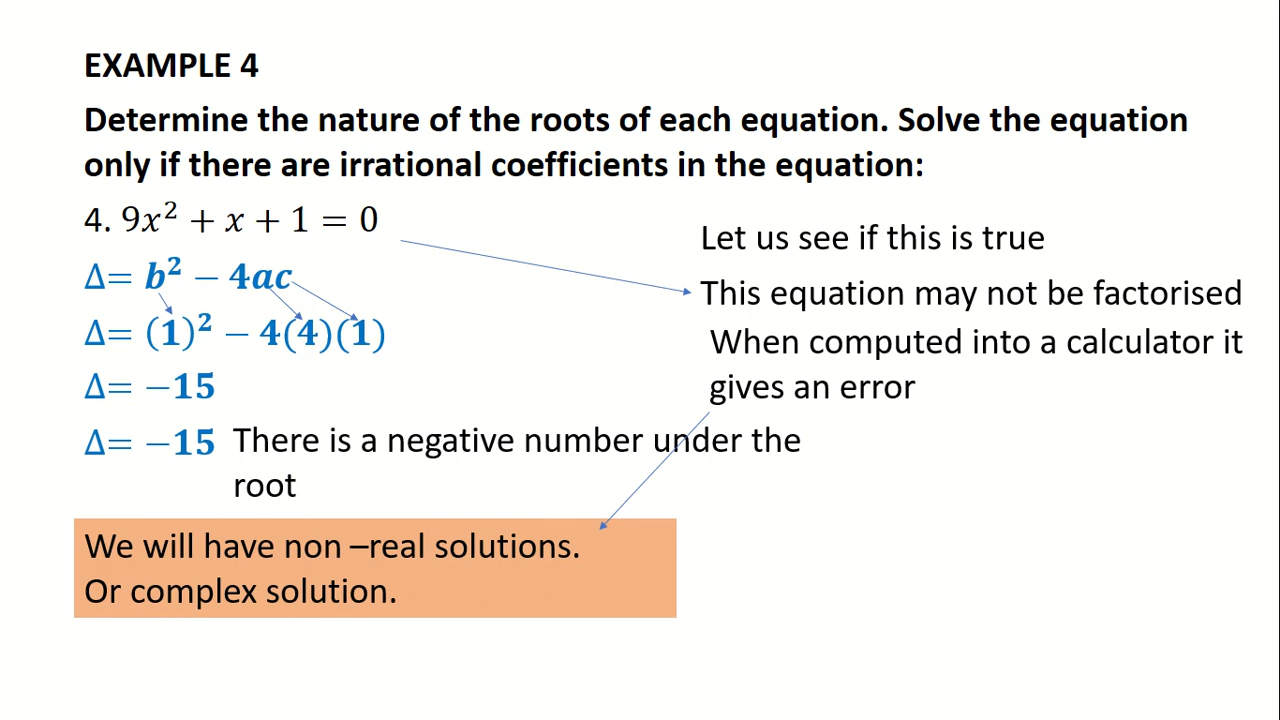 EXAMPLE 4
Determine the nature of the roots of each equation. Solve the equation
only if there are irrational coefficients in the equation:
4. 9x² + x + 1 = 0
Let us see if this is true
Δ= b² − 4ac
This equation may not be factorised
Δ= (1)² − 4(4)(1)
When computed into a calculator it
gives an error
Δ= −15
Δ= −15 There is a negative number under the
root
We will have non –real solutions.
Or complex solution.